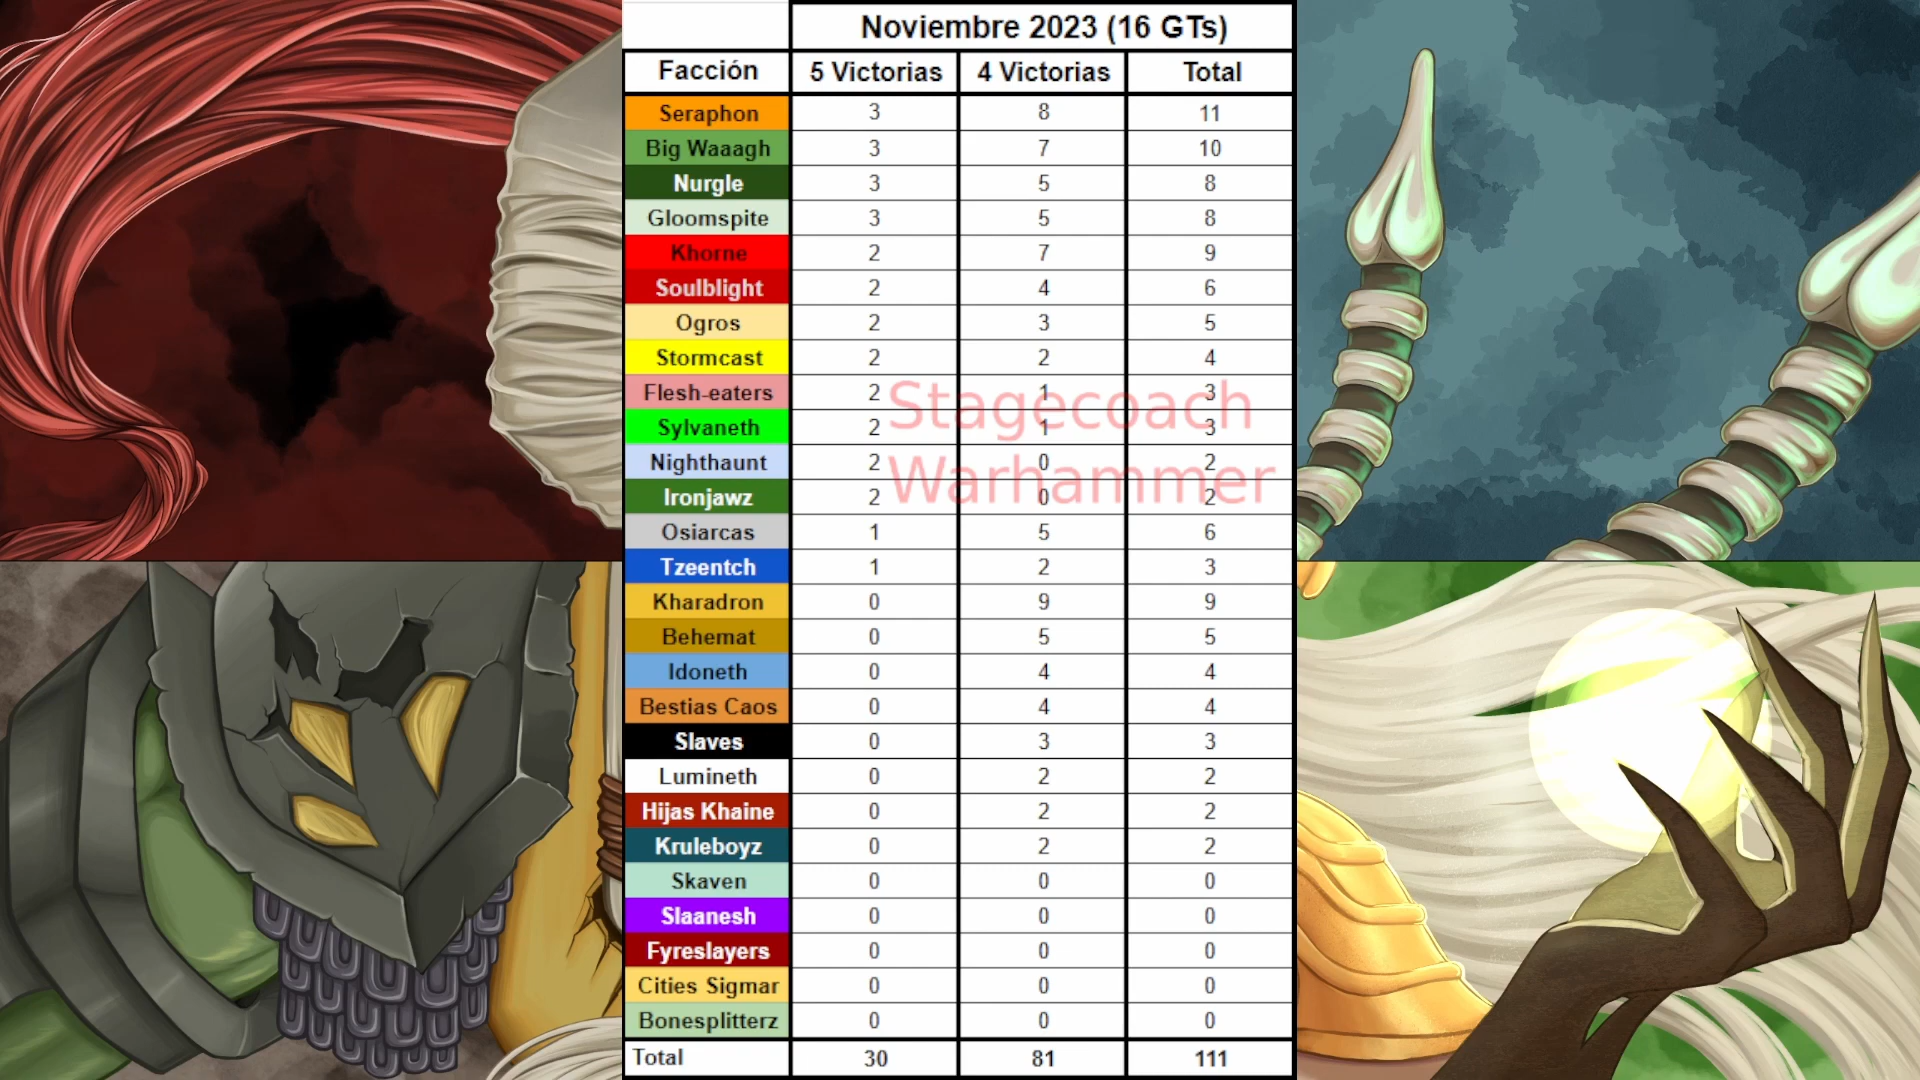 Noviembre 2023 (16 GTs)
Facción 5 Victorias 4 Victorias Total
Seraphon 3 8 11
Big Waaagh 3 7 10
Nurgle 3 5 8
Gloomspite 3 5 8
Khorne 2 7 9
Soulblight 2 4 6
Ogros 2 3 5
Stormcast 2 2 4
Flesh-eaters 2 1 3
Stagecoach
Sylvaneth 2 1 3
Nighthaunt 2 0 2
Warhammer
Ironjawz 2 0 2
Osiarcas 1 5 6
Tzeentch 1 2 3
Kharadron 0 9 9
Behemat 0 5 5
Idoneth 0 4 4
Bestias Caos 0 4 4
Slaves 0 3 3
Lumineth 0 2 2
Hijas Khaine 0 2 2
Kruleboyz 0 2 2
Skaven 0 0 0
Slaanesh 0 0 0
Fyreslayers 0 0 0
Cities Sigmar 0 0 0
Bonesplitterz 0 0 0
Total 30 81 111